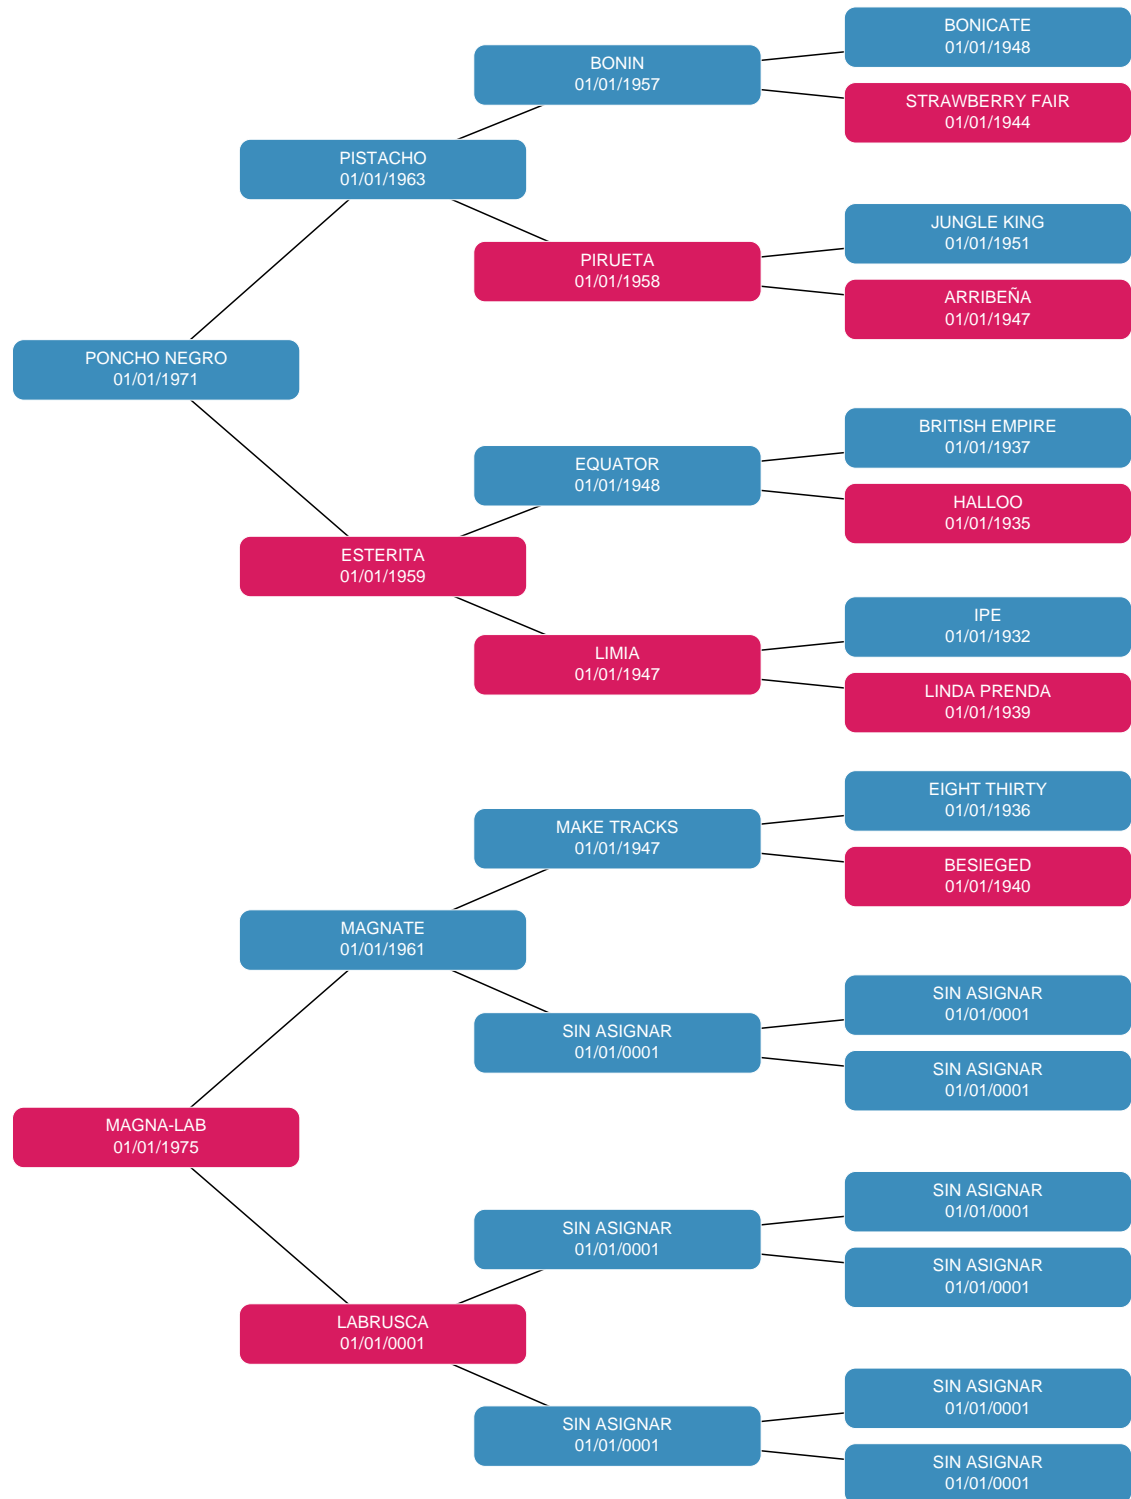 BONICATE
01/01/1948
BONIN
01/01/1957
STRAWBERRY FAIR
01/01/1944
PISTACHO
01/01/1963
JUNGLE KING
01/01/1951
PIRUETA
01/01/1958
ARRIBEÑA
01/01/1947
PONCHO NEGRO
01/01/1971
BRITISH EMPIRE
01/01/1937
EQUATOR
01/01/1948
HALLOO
01/01/1935
ESTERITA
01/01/1959
IPE
01/01/1932
LIMIA
01/01/1947
LINDA PRENDA
01/01/1939
EIGHT THIRTY
01/01/1936
MAKE TRACKS
01/01/1947
BESIEGED
01/01/1940
MAGNATE
01/01/1961
SIN ASIGNAR
01/01/0001
SIN ASIGNAR
01/01/0001
SIN ASIGNAR
01/01/0001
MAGNA-LAB
01/01/1975
SIN ASIGNAR
01/01/0001
SIN ASIGNAR
01/01/0001
SIN ASIGNAR
01/01/0001
LABRUSCA
01/01/0001
SIN ASIGNAR
01/01/0001
SIN ASIGNAR
01/01/0001
SIN ASIGNAR
01/01/0001